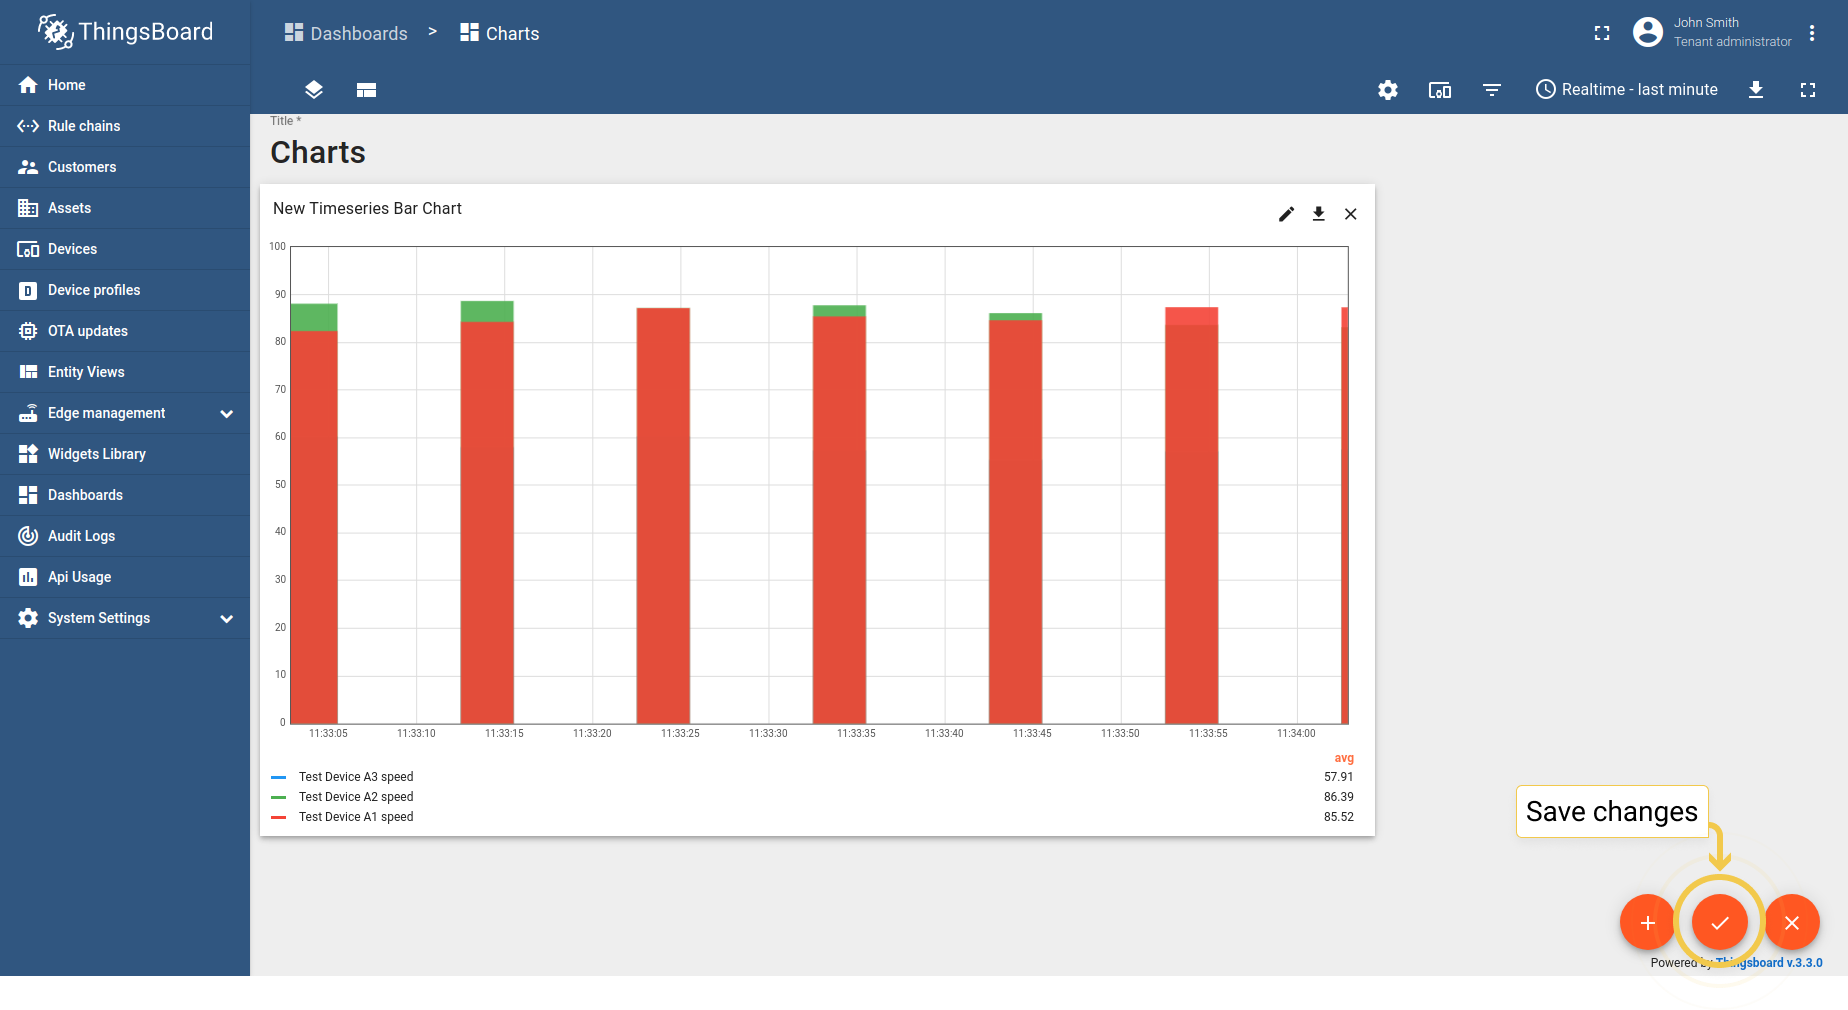 ThingsBoard
Dashboards > Charts
John Smith
Tenant administrator
Home
Rule chains
Customers
Assets
Devices
Device profiles
OTA updates
Entity Views
Edge management
Widgets Library
Dashboards
Audit Logs
Api Usage
System Settings
Realtime - last minute
Title *
Charts
New Timeseries Bar Chart
100
90
80
70
60
50
40
30
20
10
0
11:33:05 11:33:10 11:33:15 11:33:20 11:33:25 11:33:30 11:33:35 11:33:40 11:33:45 11:33:50 11:33:55 11:34:00
avg
Test Device A3 speed 57.91
Test Device A2 speed 86.39
Test Device A1 speed 85.52
Save changes
Powered by Thingsboard v.3.3.0